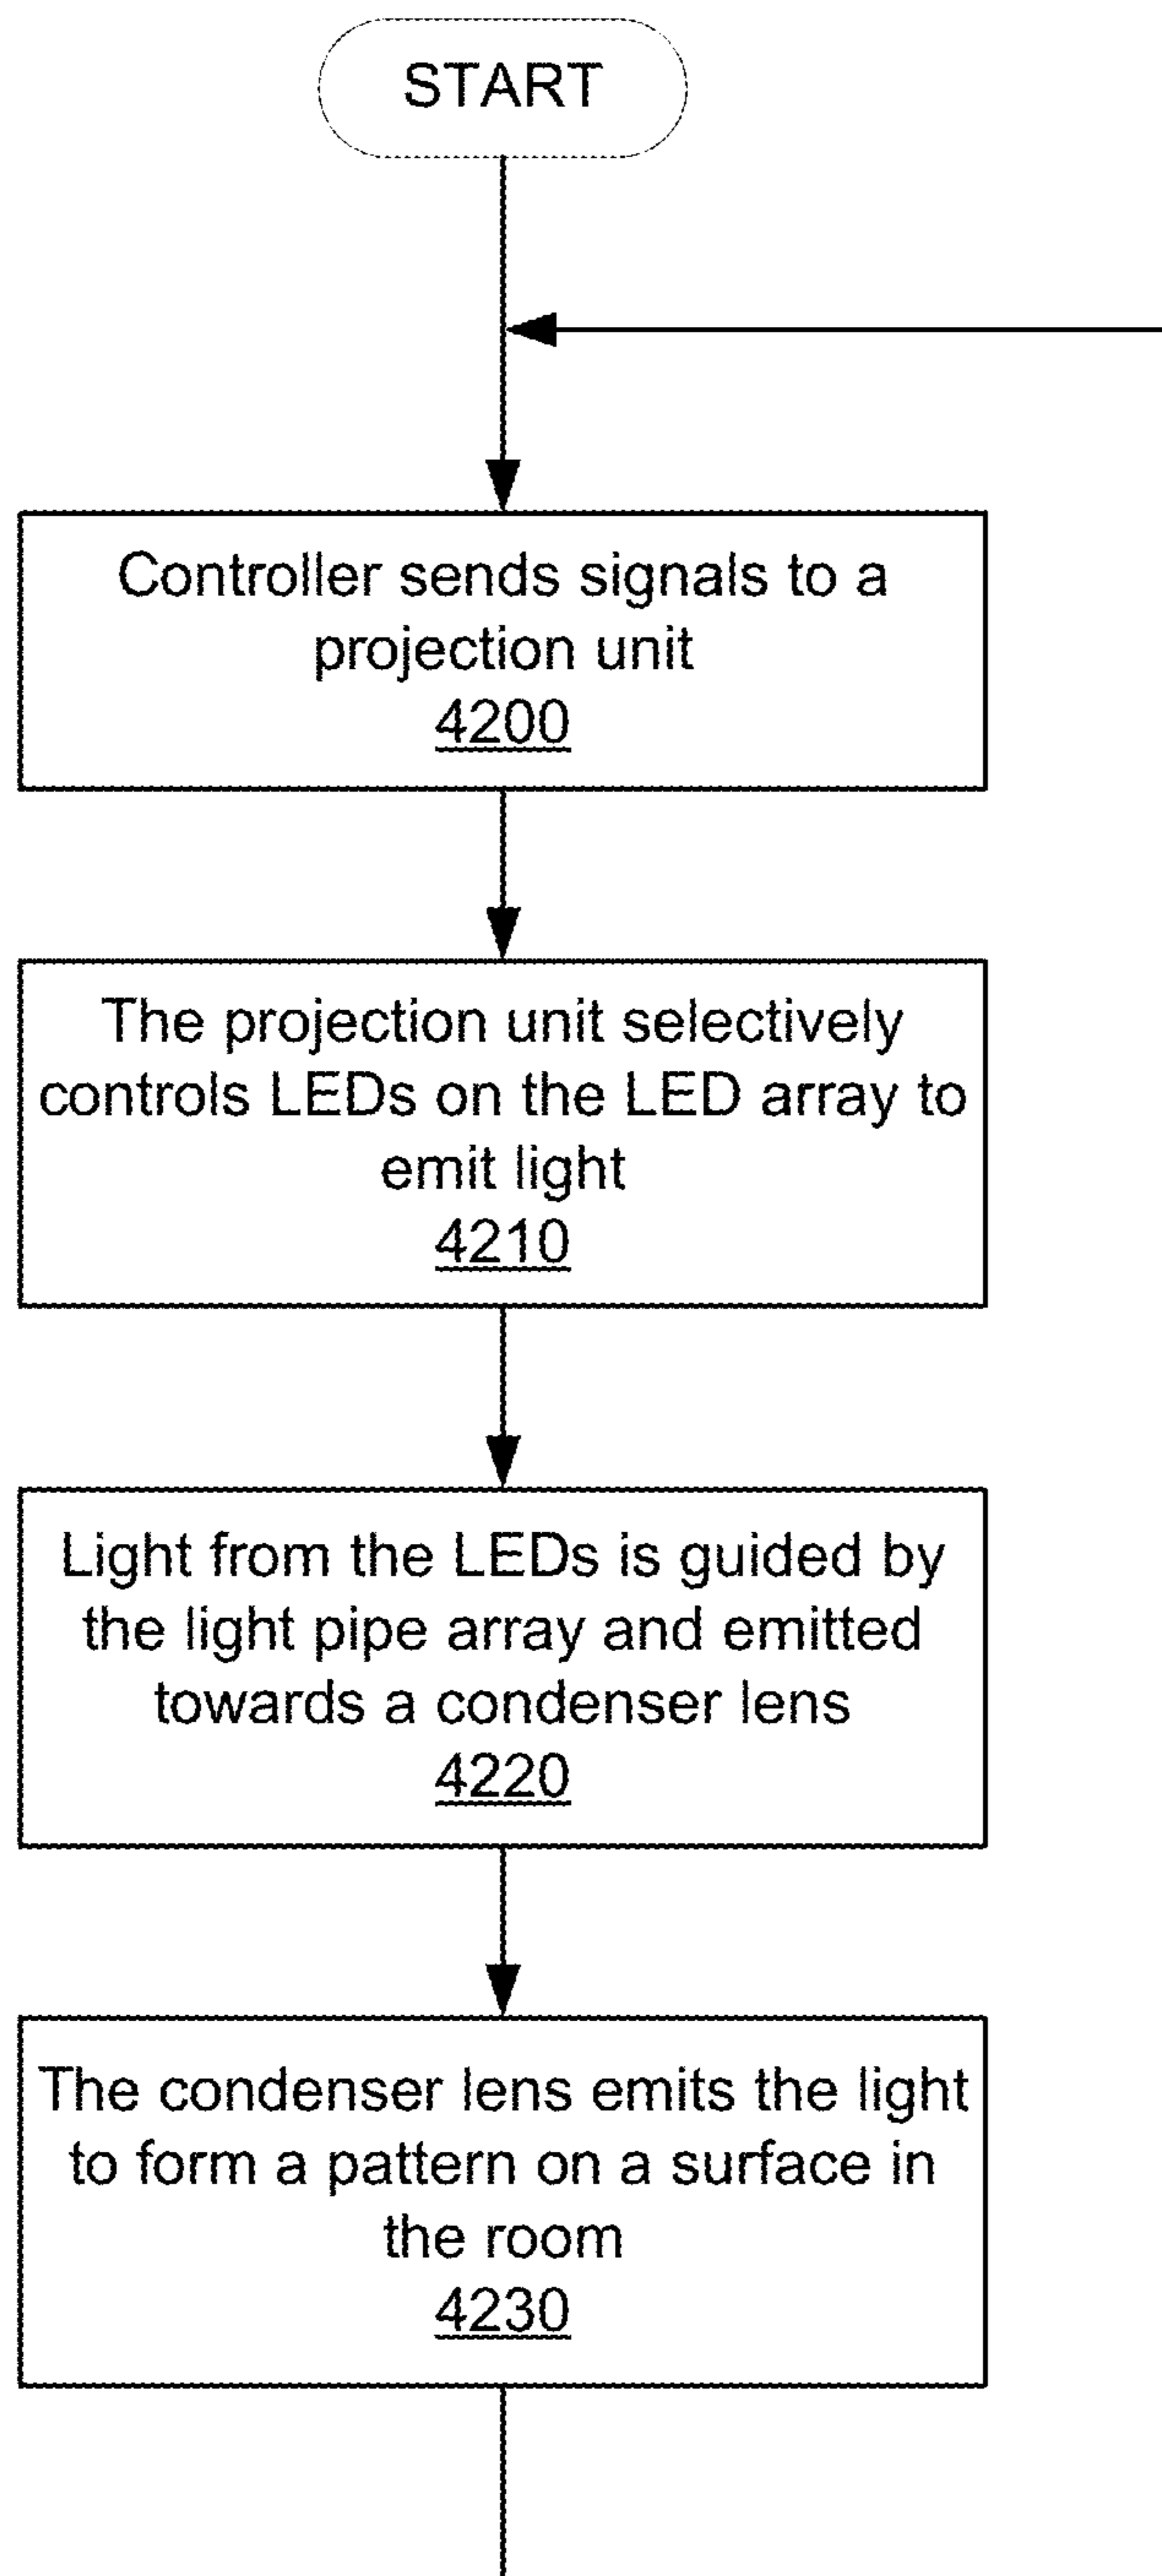 START
Controller sends signals to a
projection unit
4200
The projection unit selectively
controls LEDs on the LED array to
emit light
4210
Light from the LEDs is guided by
the light pipe array and emitted
towards a condenser lens
4220
The condenser lens emits the light
to form a pattern on a surface in
the room
4230